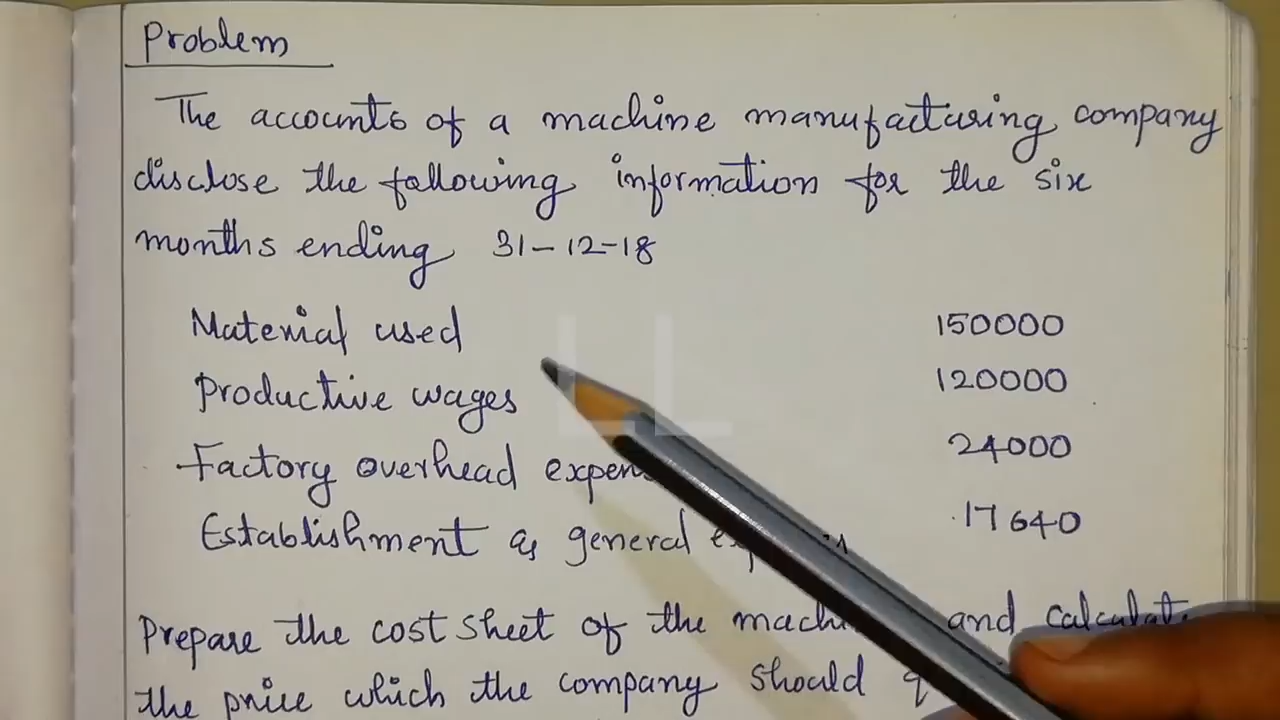 Problem
The accounts of a machine manufacturing company
disclose the following information for the six
months ending 31-12-18
Material used 150000
Productive wages 120000
Factory overhead 24000
Establishment & general 17640
Prepare the cost sheet of the and
the price which the company should
LL